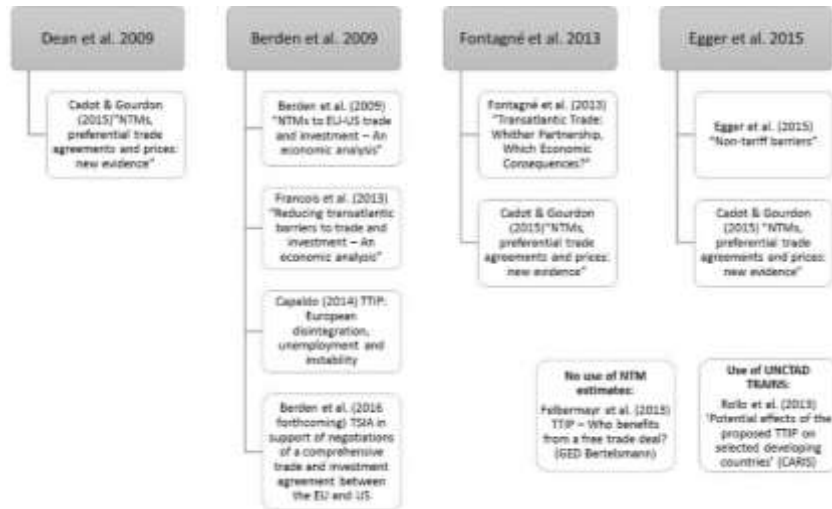 Dean et al. 2009
Cadot & Gourdon
(2015)"NTMs,
preferential trade
agreements and prices:
new evidence"
Berden et al. 2009
Berden et al. (2009)
"NTMs to EU-US trade
and investment – An
economic analysis"
Francois et al. (2013)
"Reducing transatlantic
barriers to trade and
investment – An
economic analysis"
Capaldo (2014) TTIP:
European
disintegration,
unemployment and
instability
Berden et al. (2016
forthcoming) TSIA in
support of negotiations
of a comprehensive
trade and investment
agreement between
the EU and US
Fontagné et al. 2013
Fontagné et al. (2013)
"Transatlantic Trade:
Whither Partnership,
Which Economic
Consequences?"
Cadot & Gourdon
(2015)"NTMs,
preferential trade
agreements and prices:
new evidence"
Egger et al. 2015
Egger et al. (2015)
"Non-tariff barriers"
Cadot & Gourdon
(2015) "NTMs,
preferential trade
agreements and prices:
new evidence"
No use of NTM
estimates:
Felbermayr et al. (2013)
TTIP – Who benefits
from a free trade deal?
(GED Bertelsmann)
Use of UNCTAD
TRAINS:
Rollo et al. (2013)
'Potential effects of the
proposed TTIP on
selected developing
countries' (CARIS)